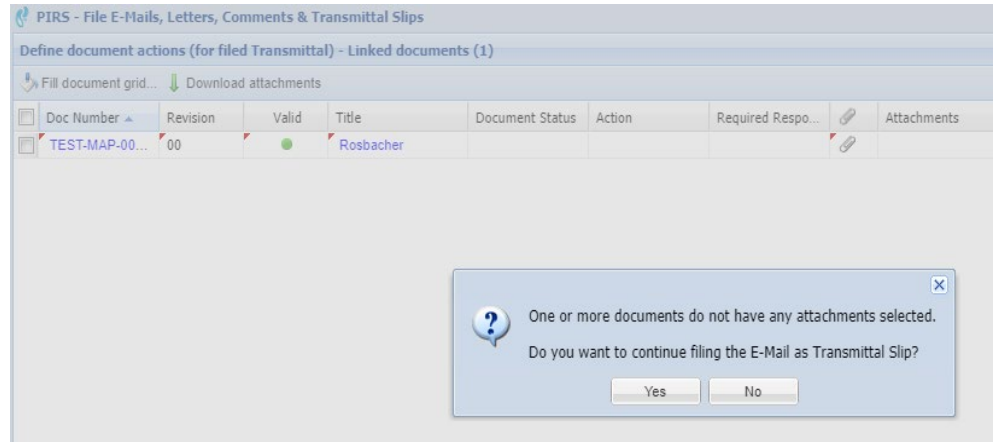 PIRS - File E-Mails, Letters, Comments & Transmittal Slips
Define document actions (for filed Transmittal) - Linked documents (1)
Fill document grid... Download attachments
Doc Number Revision Valid Title Document Status Action Required Respo... Attachments
TEST-MAP-00... 00 Rosbacher
One or more documents do not have any attachments selected.
Do you want to continue filing the E-Mail as Transmittal Slip?
Yes No